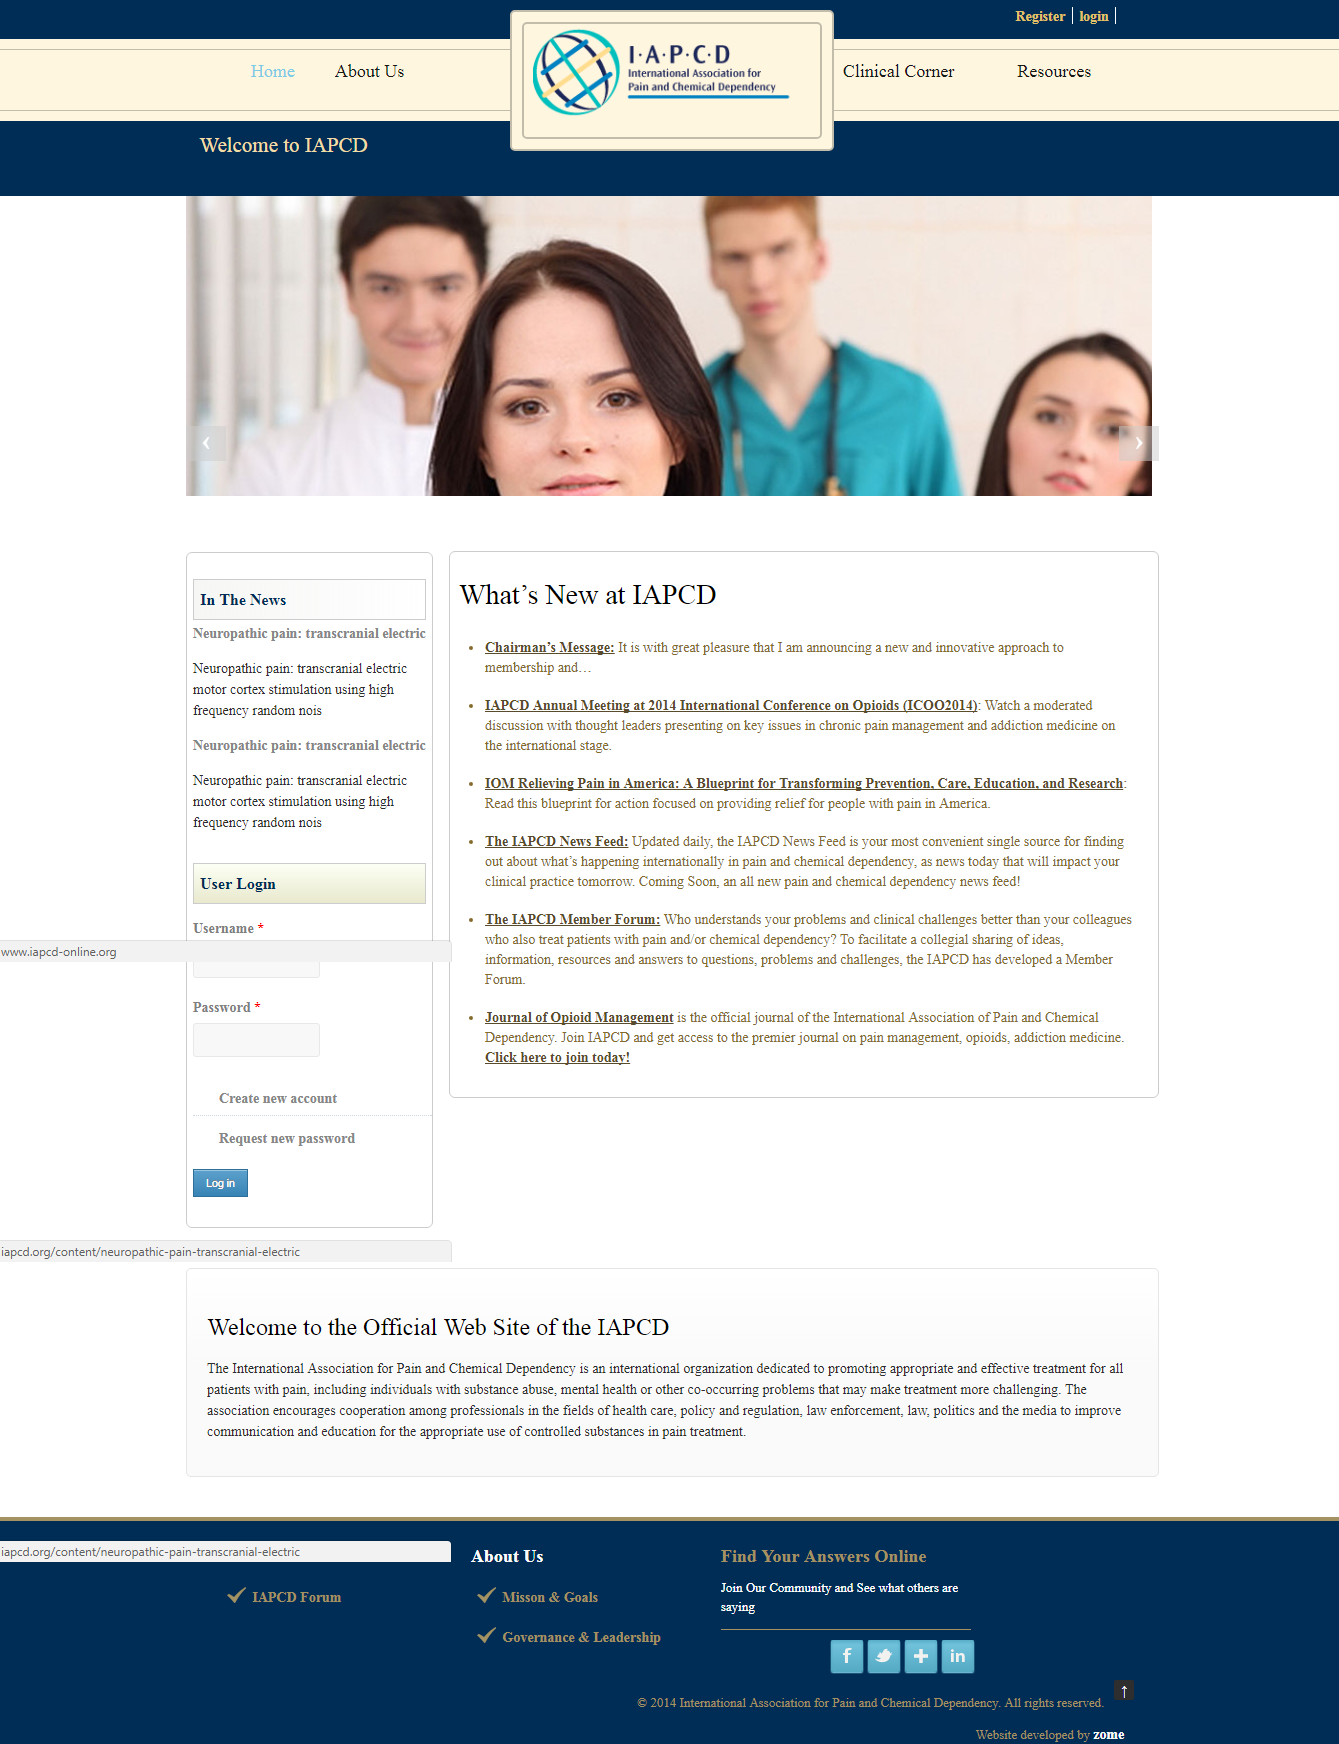 Register login
Home About Us
I·A·P·C·D
International Association for
Pain and Chemical Dependency
Clinical Corner Resources
Welcome to IAPCD
In The News
Neuropathic pain: transcranial electric
Neuropathic pain: transcranial electric
motor cortex stimulation using high
frequency random nois
Neuropathic pain: transcranial electric
Neuropathic pain: transcranial electric
motor cortex stimulation using high
frequency random nois
User Login
Username *
www.iapcd-online.org
Password *
Create new account
Request new password
Log in
iapcd.org/content/neuropathic-pain-transcranial-electric
What’s New at IAPCD
Chairman’s Message: It is with great pleasure that I am announcing a new and innovative approach to
membership and…
IAPCD Annual Meeting at 2014 International Conference on Opioids (ICOO2014): Watch a moderated
discussion with thought leaders presenting on key issues in chronic pain management and addiction medicine on
the international stage.
IOM Relieving Pain in America: A Blueprint for Transforming Prevention, Care, Education, and Research:
Read this blueprint for action focused on providing relief for people with pain in America.
The IAPCD News Feed: Updated daily, the IAPCD News Feed is your most convenient single source for finding
out about what’s happening internationally in pain and chemical dependency, as news today that will impact your
clinical practice tomorrow. Coming Soon, an all new pain and chemical dependency news feed!
The IAPCD Member Forum: Who understands your problems and clinical challenges better than your colleagues
who also treat patients with pain and/or chemical dependency? To facilitate a collegial sharing of ideas,
information, resources and answers to questions, problems and challenges, the IAPCD has developed a Member
Forum.
Journal of Opioid Management is the official journal of the International Association of Pain and Chemical
Dependency. Join IAPCD and get access to the premier journal on pain management, opioids, addiction medicine.
Click here to join today!
Welcome to the Official Web Site of the IAPCD
The International Association for Pain and Chemical Dependency is an international organization dedicated to promoting appropriate and effective treatment for all
patients with pain, including individuals with substance abuse, mental health or other co-occurring problems that may make treatment more challenging. The
association encourages cooperation among professionals in the fields of health care, policy and regulation, law enforcement, law, politics and the media to improve
communication and education for the appropriate use of controlled substances in pain treatment.
iapcd.org/content/neuropathic-pain-transcranial-electric
IAPCD Forum
About Us
Misson & Goals
Governance & Leadership
Find Your Answers Online
Join Our Community and See what others are
saying
© 2014 International Association for Pain and Chemical Dependency. All rights reserved.
Website developed by zome